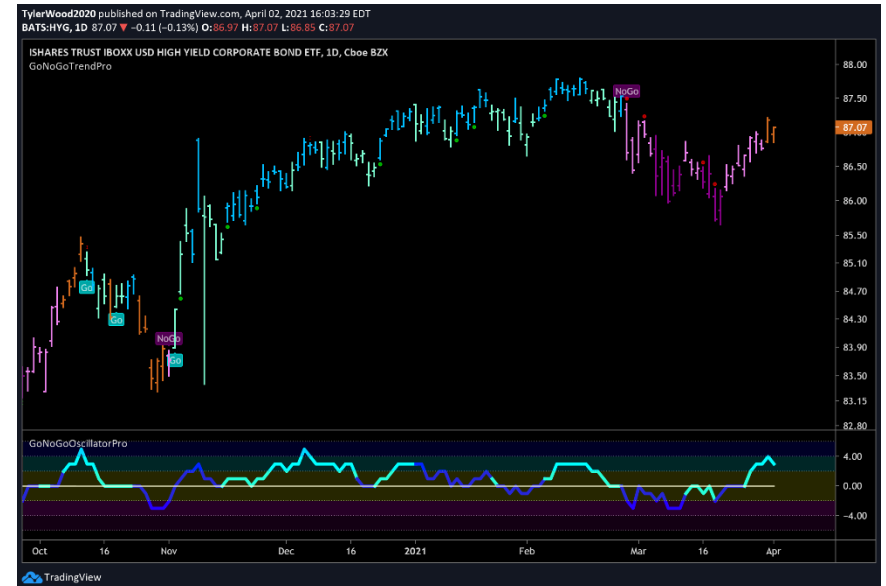 TylerWood2020 published on TradingView.com, April 02, 2021 16:03:29 EDT
BATS:HYG, 1D 87.07 ▼ −0.11 (−0.13%) O:86.97 H:87.07 L:86.85 C:87.07
ISHARES TRUST IBOXX USD HIGH YIELD CORPORATE BOND ETF, 1D, Cboe BZX
GoNoGoTrendPro
88.00
NoGo
87.50
87.07
86.50
86.00
85.50
85.10
Go
84.70
Go
84.30
NoGo
83.90
Go
83.50
83.15
82.80
GoNoGoOscillatorPro
4.00
0.00
−4.00
Oct 16 Nov Dec 16 2021 Feb Mar 16 Apr
TradingView